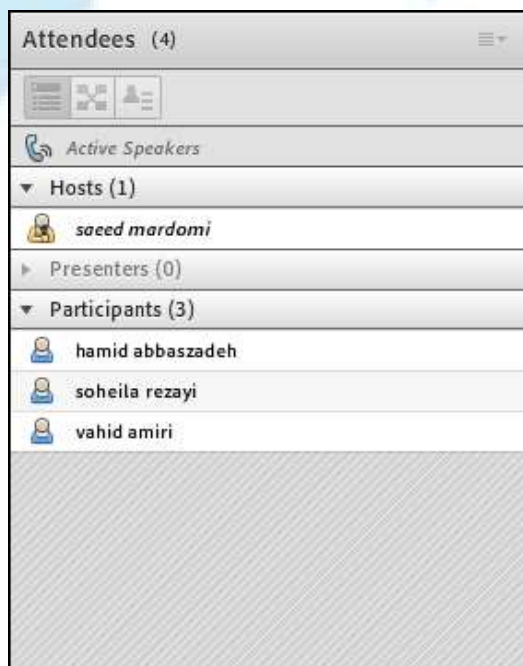 Attendees (4)
Active Speakers
Hosts (1)
saeed mardomi
Presenters (0)
Participants (3)
hamid abbaszadeh
soheila rezayi
vahid amiri